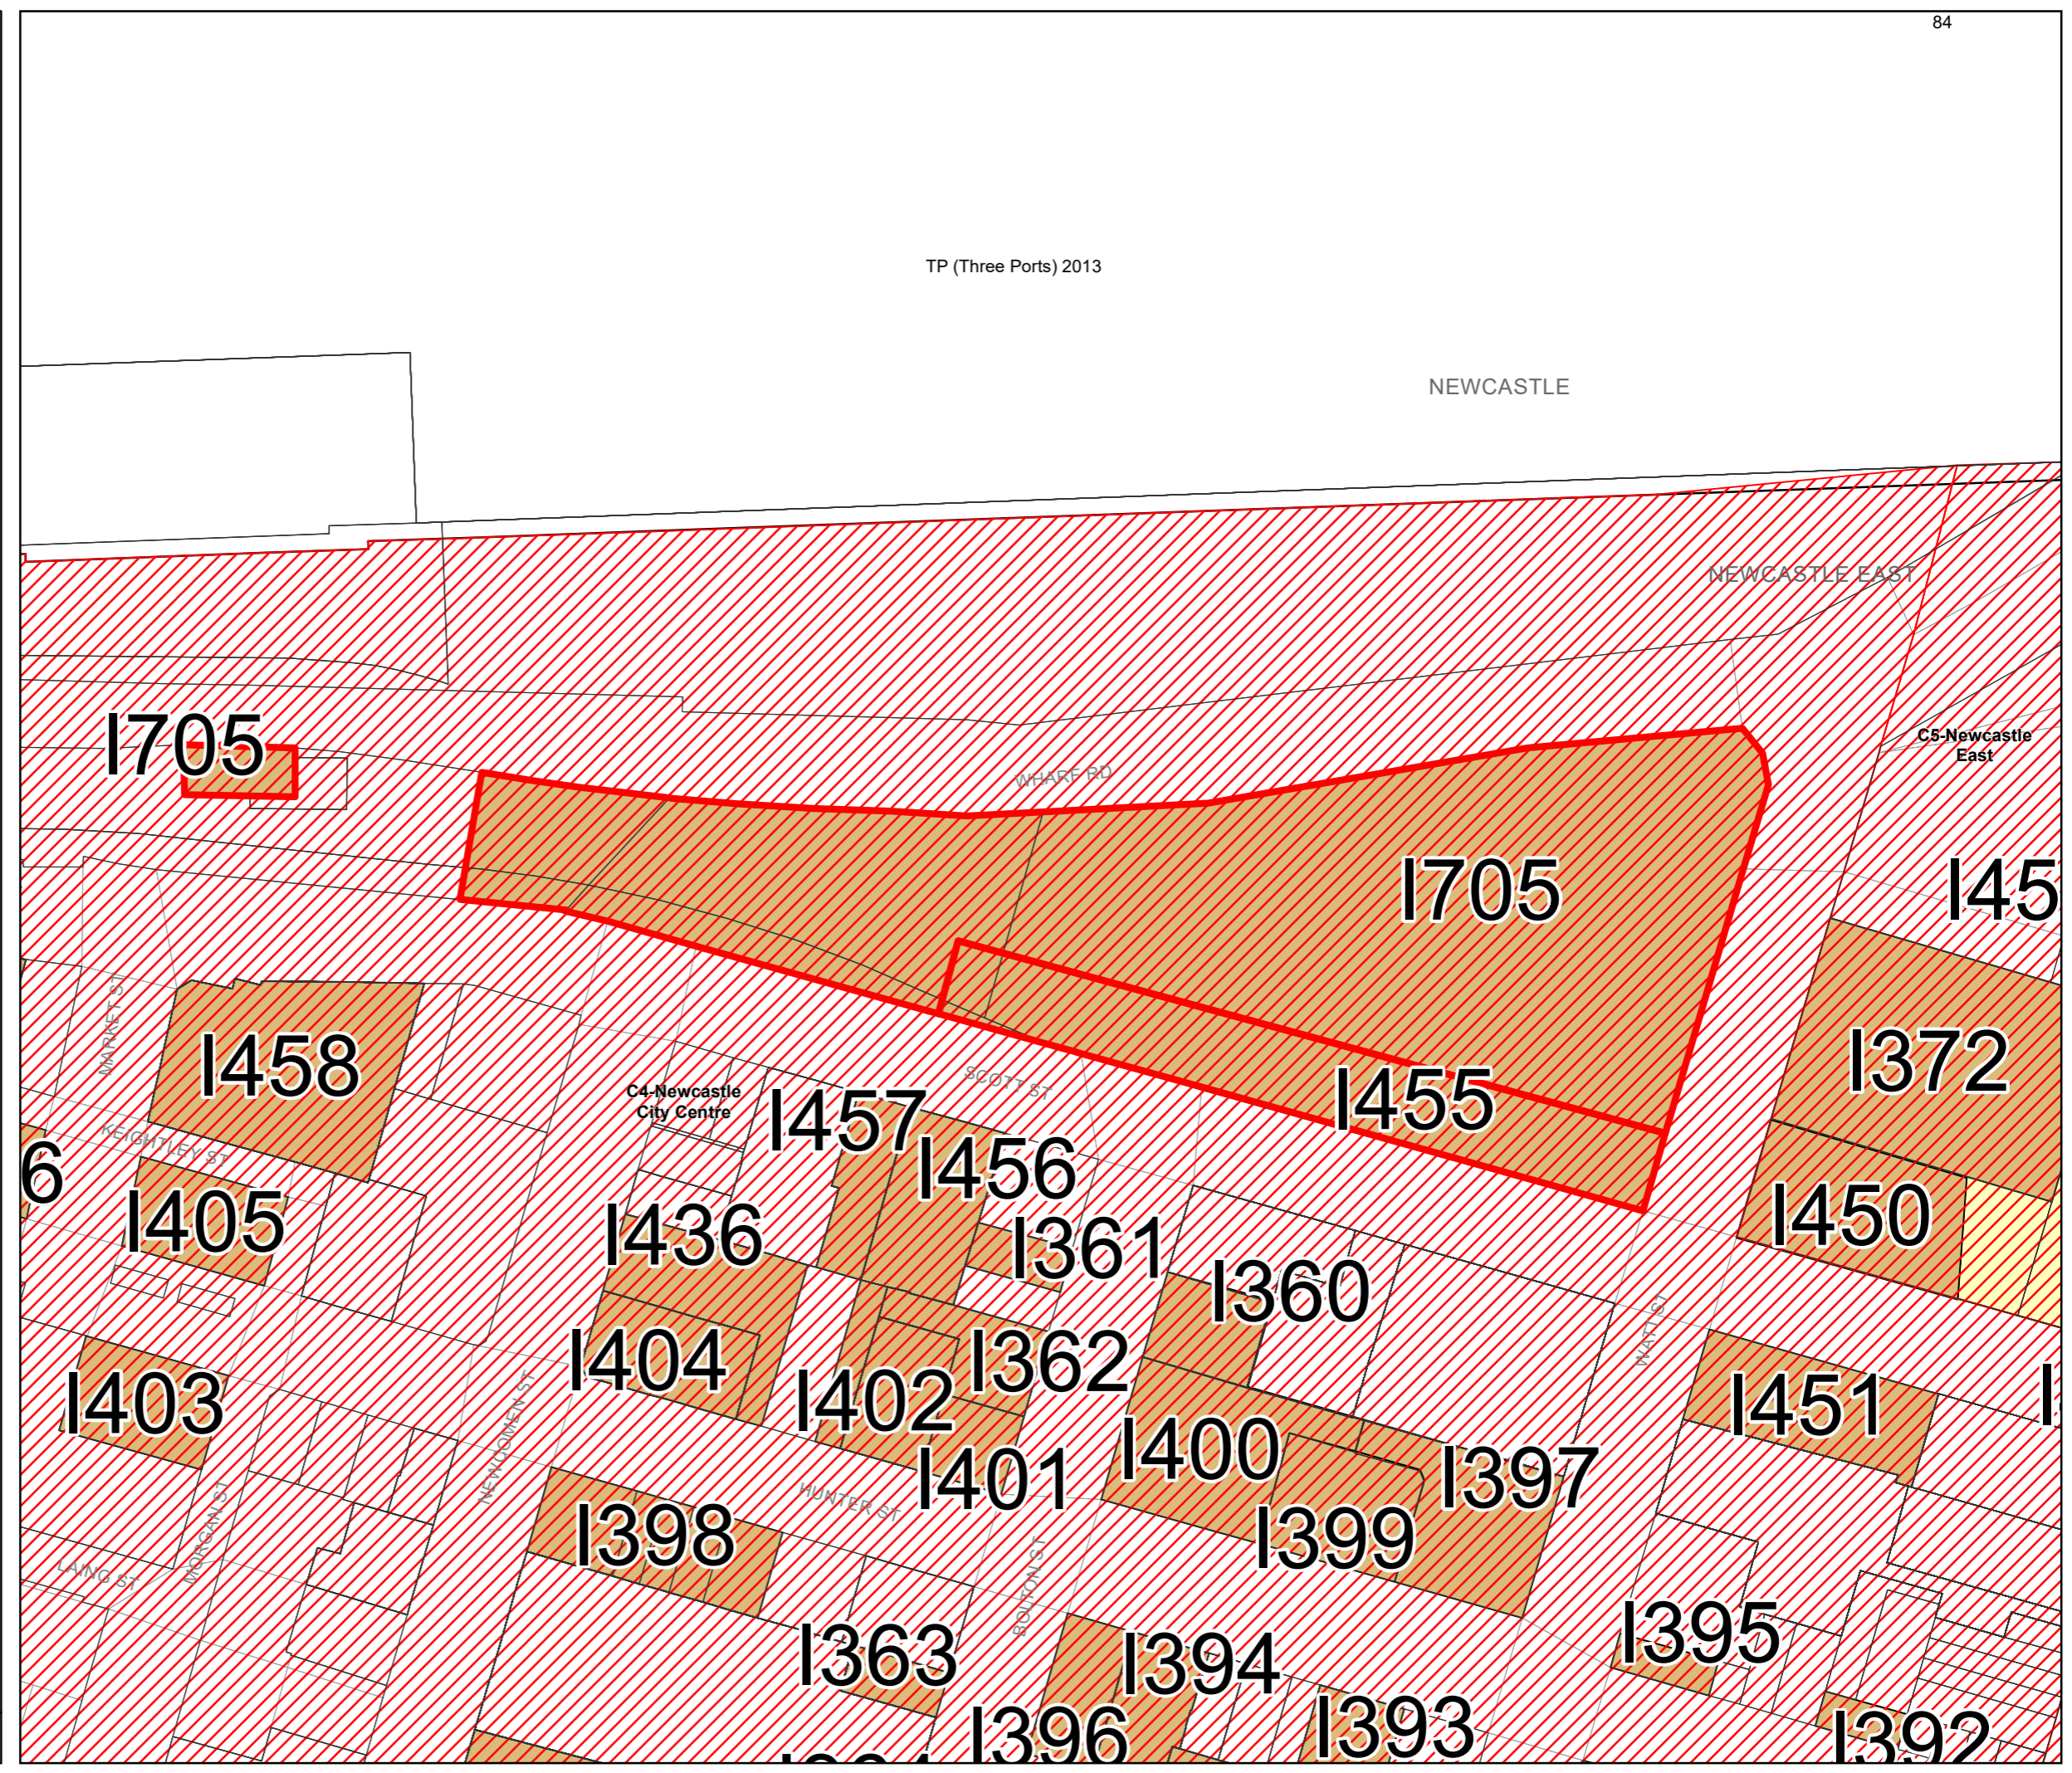 84
TP (Three Ports) 2013
NEWCASTLE
NEWCASTLE EAST
I705
C5-Newcastle
East
WHARF RD
I705
I45
MARKET ST
I458
I372
C4-Newcastle
City Centre
SCOTT ST
I455
I457
KEIGHTLEY ST
I456
6
I405
I436
I361
I450
I360
WATT ST
I404
I362
I403
I402
I451
NEWCOMEN ST
I400
I401
I397
HUNTER ST
MORGAN ST
I398
I399
LAING ST
BOLTON ST
I395
I363
I394
I396
I393
I392